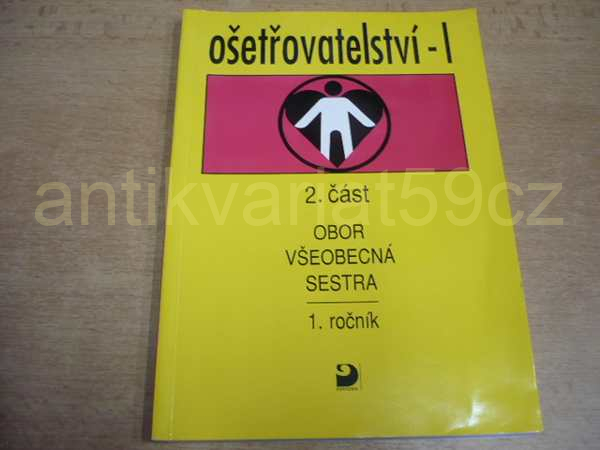 ošetřovatelství - I
2. část
antikvariat59cz
OBOR
VŠEOBECNÁ
SESTRA
1. ročník